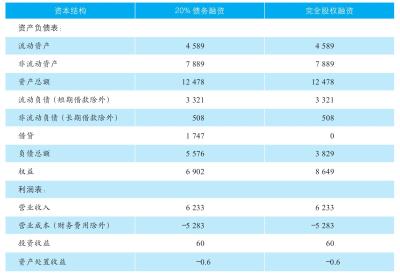 资本结构 20% 债务融资 完全股权融资
资产负债表:
流动资产 4 589 4 589
非流动资产 7 889 7 889
资产总额 12 478 12 478
流动负债（短期借款除外） 3 321 3 321
非流动负债（长期借款除外） 508 508
借贷 1 747 0
负债总额 5 576 3 829
权益 6 902 8 649
利润表:
营业收入 6 233 6 233
营业成本（财务费用除外） -5 283 -5 283
投资收益 60 60
资产处置收益 -0.6 -0.6